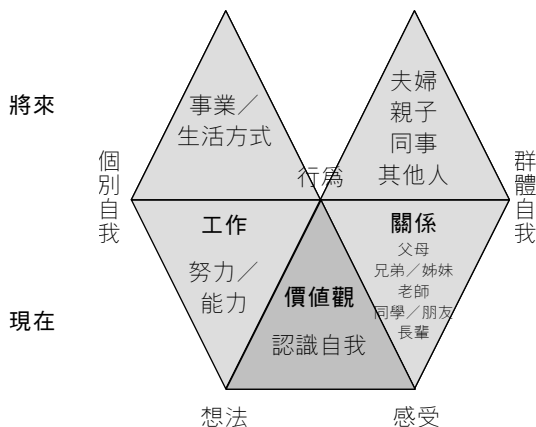 將來
事業／
生活方式
夫婦
親子
同事
其他人
個別自我
行為
群體自我
工作
努力／
能力
關係
父母
兄弟／姊妹
老師
同學／朋友
長輩
現在
價值觀
認識自我
想法
感受